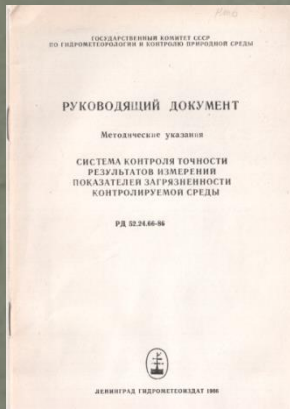 ГОСУДАРСТВЕННЫЙ КОМИТЕТ СССР
ПО ГИДРОМЕТЕОРОЛОГИИ И КОНТРОЛЮ ПРИРОДНОЙ СРЕДЫ
РУКОВОДЯЩИЙ ДОКУМЕНТ
Методические указания
СИСТЕМА КОНТРОЛЯ ТОЧНОСТИ
РЕЗУЛЬТАТОВ ИЗМЕРЕНИЙ
ПОКАЗАТЕЛЕЙ ЗАГРЯЗНЕННОСТИ
КОНТРОЛИРУЕМОЙ СРЕДЫ
РД 52.24.66-86
ЛЕНИНГРАД ГИДРОМЕТЕОИЗДАТ 1986